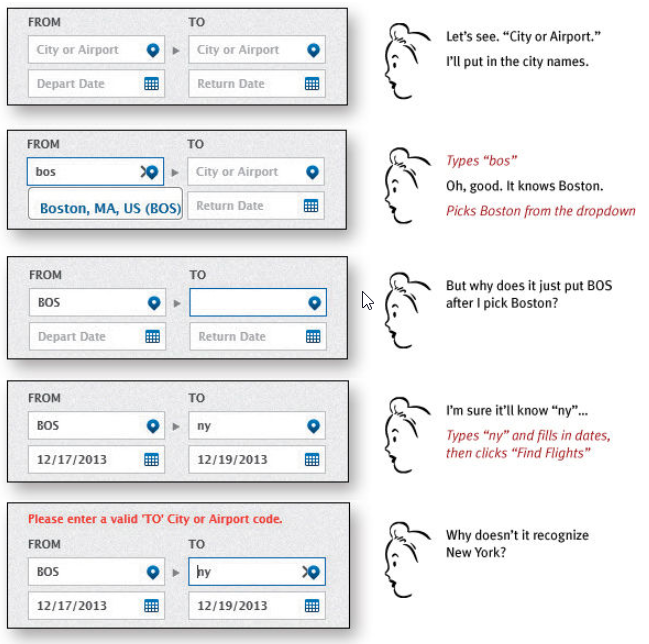 FROM TO
City or Airport City or Airport
Depart Date Return Date
Let's see. “City or Airport.”
I'll put in the city names.
FROM TO
bos City or Airport
Boston, MA, US (BOS) Return Date
Types “bos”
Oh, good. It knows Boston.
Picks Boston from the dropdown
FROM TO
BOS
Depart Date Return Date
But why does it just put BOS
after I pick Boston?
FROM TO
BOS ny
12/17/2013 12/19/2013
I'm sure it'll know “ny”...
Types “ny” and fills in dates,
then clicks “Find Flights”
Please enter a valid 'TO' City or Airport code.
FROM TO
BOS ny
12/17/2013 12/19/2013
Why doesn't it recognize
New York?